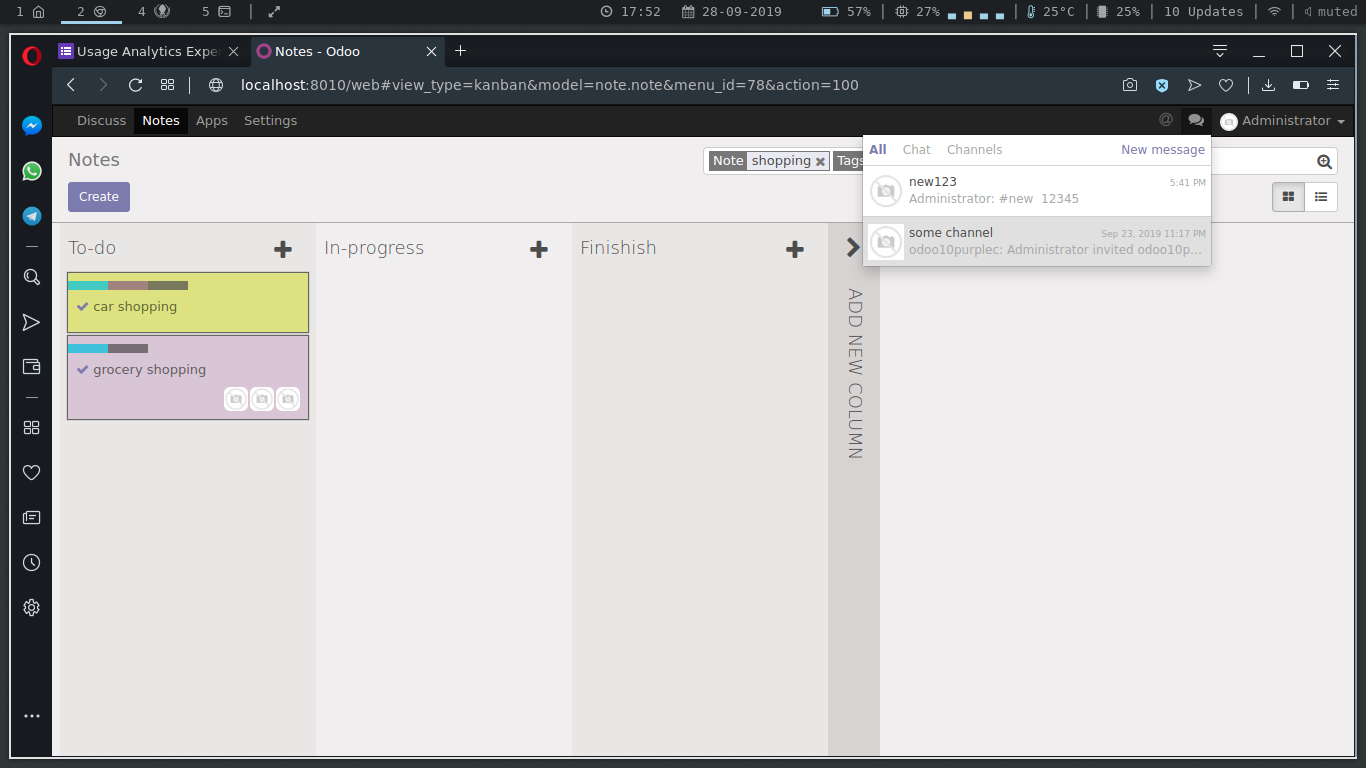 1 2 4 5 17:52 28-09-2019 57% 27% 25°C 25% 10 Updates muted
Usage Analytics Expe
Notes - Odoo
localhost:8010/web#view_type=kanban&model=note.note&menu_id=78&action=100
Discuss Notes Apps Settings @ Administrator
Notes
Note shopping Tags
All Chat Channels New message
new123 5:41 PM
Administrator: #new 12345
some channel Sep 23, 2019 11:17 PM
odoo10purplec: Administrator invited odoo10p...
Create
To-do In-progress Finishish
car shopping
grocery shopping
ADD NEW COLUMN